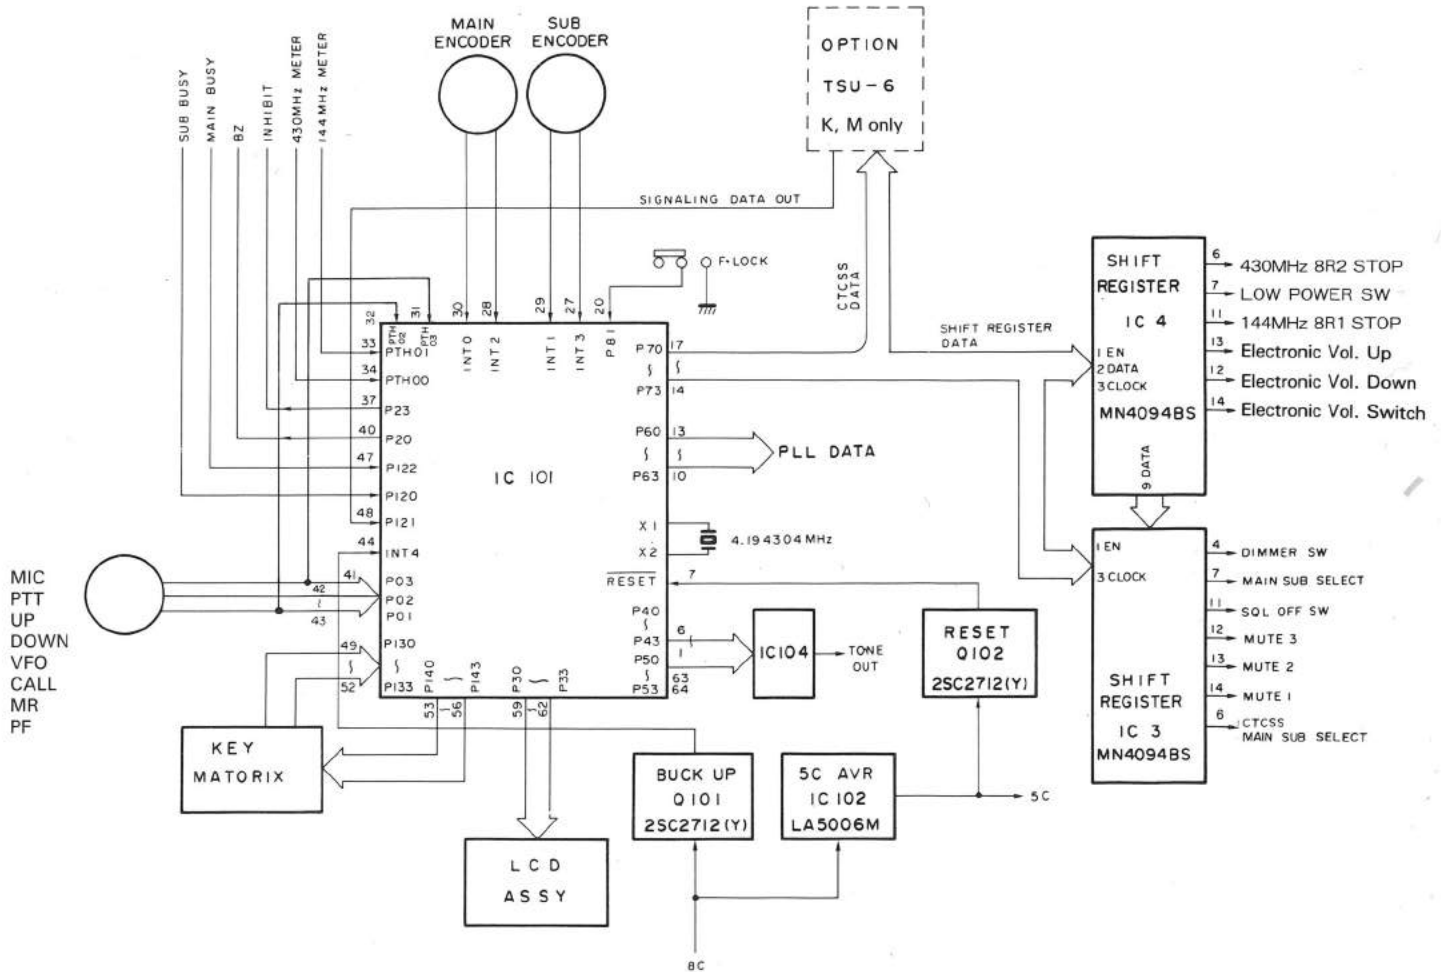 MAIN
ENCODER
SUB
ENCODER
OPTION
TSU-6
K, M only
SUB BUSY
MAIN BUSY
BZ
INHIBIT
430MHz METER
144MHz METER
SIGNALING DATA OUT
F·LOCK
CTCSS
DATA
SHIFT REGISTER
DATA
SHIFT
REGISTER
IC 4
1 EN
2 DATA
3 CLOCK
MN4094BS
9 DATA
6 430MHz 8R2 STOP
7 LOW POWER SW
11 144MHz 8R1 STOP
13 Electronic Vol. Up
12 Electronic Vol. Down
14 Electronic Vol. Switch
32
31
30
28
29
27
20
PTH
02
PTH
03
INT0
INT2
INT1
INT3
PB1
33 PTH01
34 PTH00
37 P23
40 P20
47 P122
P120
48 P121
44 INT4
41 P03
42 P02
43 P01
P130
49
52 P133
IC 101
P70 17
P73 14
P60 13
P63 10
PLL DATA
X1
X2
4.194304MHz
RESET 7
P40
P43 6
P50 1
63
P53 64
P140
P143
P30
P33
53
56
59
62
IC104
TONE
OUT
RESET
Q102
2SC2712(Y)
1 EN
3 CLOCK
SHIFT
REGISTER
IC 3
MN4094BS
4 DIMMER SW
7 MAIN SUB SELECT
11 SQL OFF SW
12 MUTE 3
13 MUTE 2
14 MUTE 1
6 CTCSS
MAIN SUB SELECT
MIC
PTT
UP
DOWN
VFO
CALL
MR
PF
KEY
MATORIX
LCD
ASSY
BUCK UP
Q101
2SC2712(Y)
5C AVR
IC102
LA5006M
5C
8C